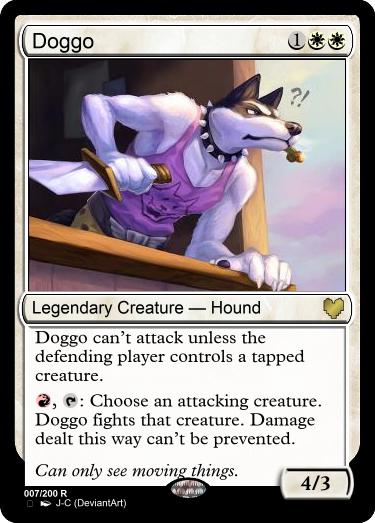 Doggo 1
?!
Legendary Creature — Hound
Doggo can't attack unless the
defending player controls a tapped
creature.
, : Choose an attacking creature.
Doggo fights that creature. Damage
dealt this way can't be prevented.
Can only see moving things.
4/3
007/200 R
J-C (DeviantArt)